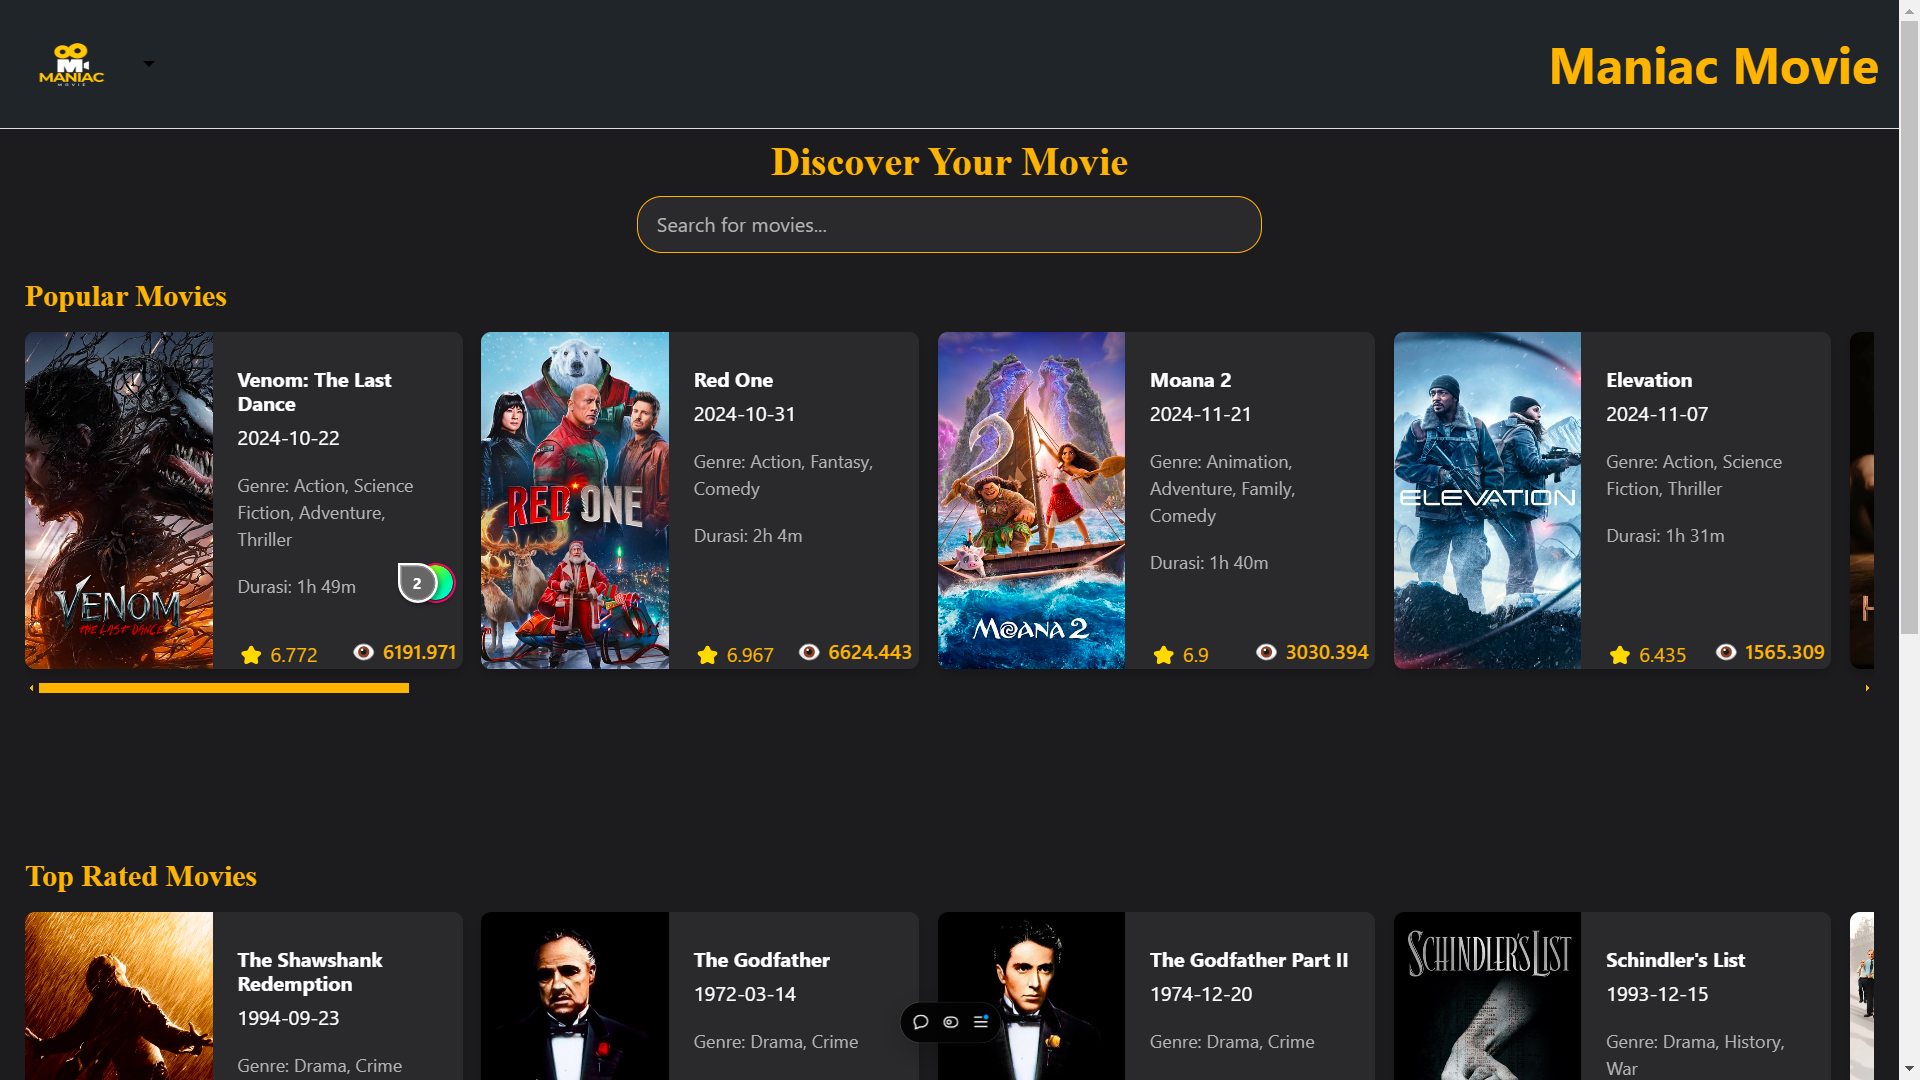 MANIAC
MOVIE
Maniac Movie
Discover Your Movie
Search for movies...
Popular Movies
VENOM
THE LAST DANCE
Venom: The Last
Dance
2024-10-22
Genre: Action, Science
Fiction, Adventure,
Thriller
Durasi: 1h 49m
2
6.772
6191.971
RED ONE
Red One
2024-10-31
Genre: Action, Fantasy,
Comedy
Durasi: 2h 4m
6.967
6624.443
MOANA 2
Moana 2
2024-11-21
Genre: Animation,
Adventure, Family,
Comedy
Durasi: 1h 40m
6.9
3030.394
ELEVATION
Elevation
2024-11-07
Genre: Action, Science
Fiction, Thriller
Durasi: 1h 31m
6.435
1565.309
Top Rated Movies
The Shawshank
Redemption
1994-09-23
Genre: Drama, Crime
The Godfather
1972-03-14
Genre: Drama, Crime
The Godfather Part II
1974-12-20
Genre: Drama, Crime
SCHINDLER'S LIST
Schindler's List
1993-12-15
Genre: Drama, History,
War